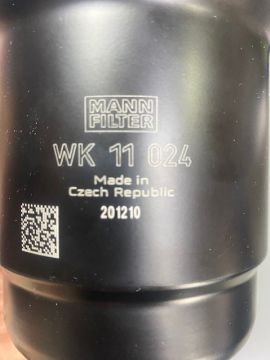 MANN
FILTER
WK 11 024
Made in
Czech Republic
201210